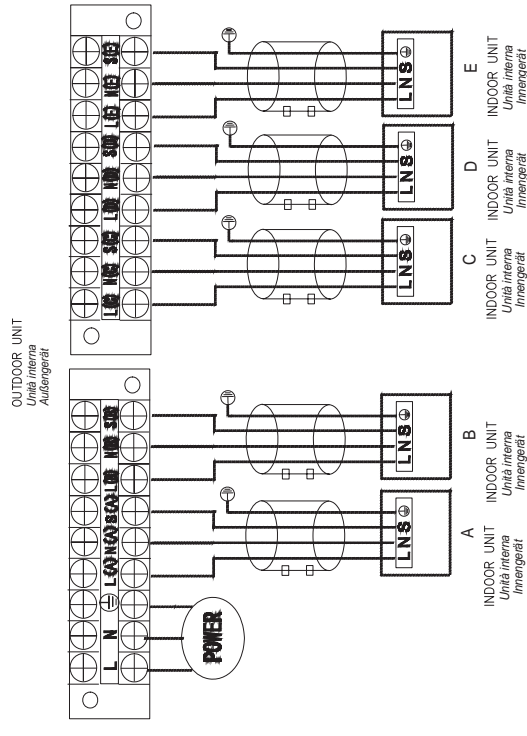 OUTDOOR UNIT
Unità interna
Außengerät
L N L(A) N(A) S(A) L(B) N(B) S(B)
POWER
L(C) N(C) S(C) L(D) N(D) S(D) L(E) N(E) S(E)
L N S
A
INDOOR UNIT
Unità interna
Innengerät
L N S
B
INDOOR UNIT
Unità interna
Innengerät
L N S
C
INDOOR UNIT
Unità interna
Innengerät
L N S
D
INDOOR UNIT
Unità interna
Innengerät
L N S
E
INDOOR UNIT
Unità interna
Innengerät